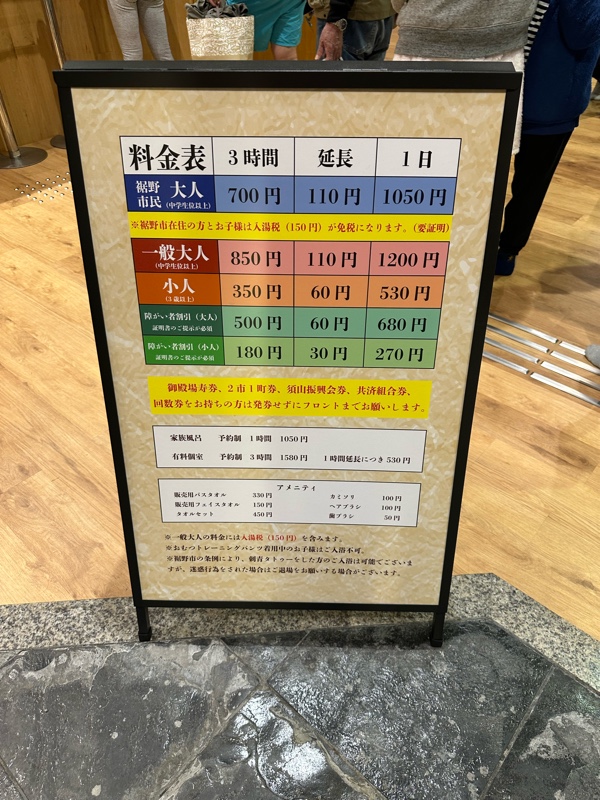 料金表 3時間 延長 1日
裾野市民 大人(中学生位以上) 700円 110円 1050円
※裾野市在住の方とお子様は入湯税(150円)が免税になります。(要証明)
一般大人(中学生位以上) 850円 110円 1200円
小人(3歳以上) 350円 60円 530円
障がい者割引(大人) 証明書のご提示が必須 500円 60円 680円
障がい者割引(小人) 証明書のご提示が必須 180円 30円 270円
御殿場寿券、2市1町券、須山振興会券、共済組合券、
回数券をお持ちの方は発券せずにフロントまでお願いします。
家族風呂 予約制 1時間 1050円
有料個室 予約制 3時間 1580円 1時間延長につき530円
アメニティ
販売用バスタオル 330円 カミソリ 100円
販売用フェイスタオル 150円 ヘアブラシ 100円
タオルセット 450円 歯ブラシ 50円
※一般大人の料金には入湯税(150円)を含みます。
※おむつトレーニングパンツ着用中のお子様はご入浴不可。
※裾野市の条例により、刺青タトゥーをした方のご入浴は可能でございま
すが、迷惑行為をされた場合はご退場をお願いする場合がございます。